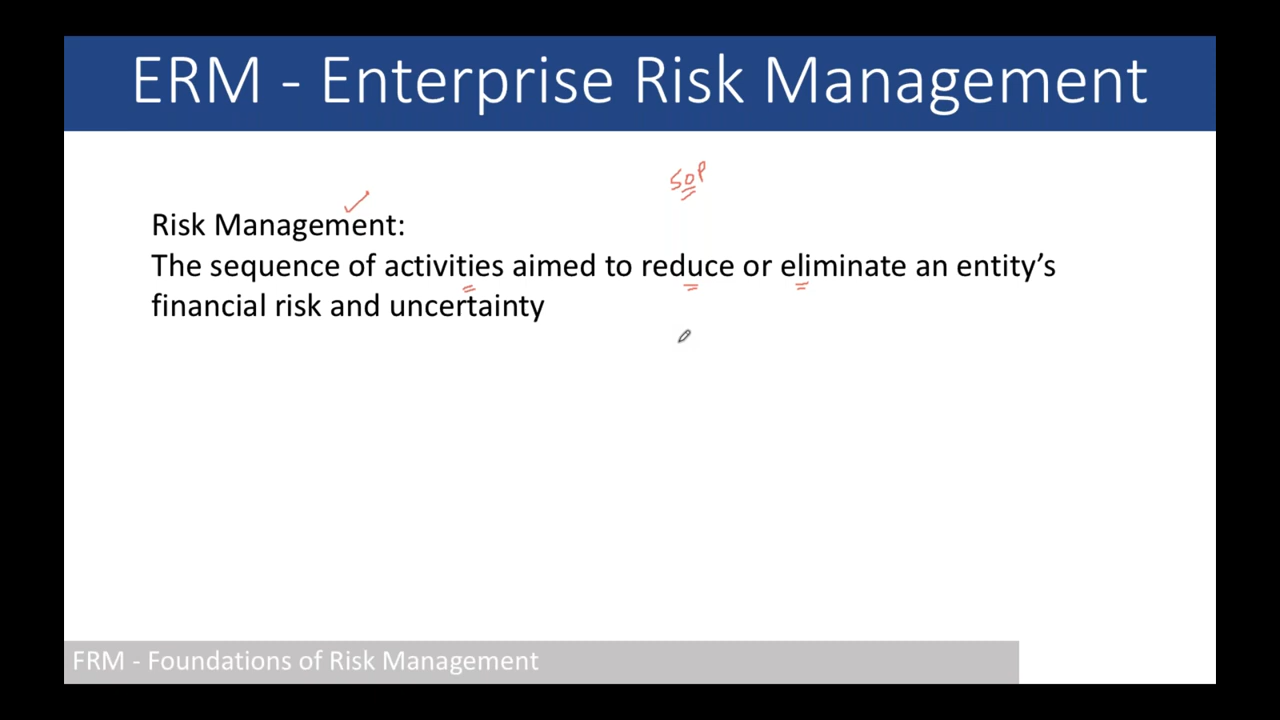 ERM - Enterprise Risk Management
SOP
Risk Management:
The sequence of activities aimed to reduce or eliminate an entity’s
financial risk and uncertainty
FRM - Foundations of Risk Management